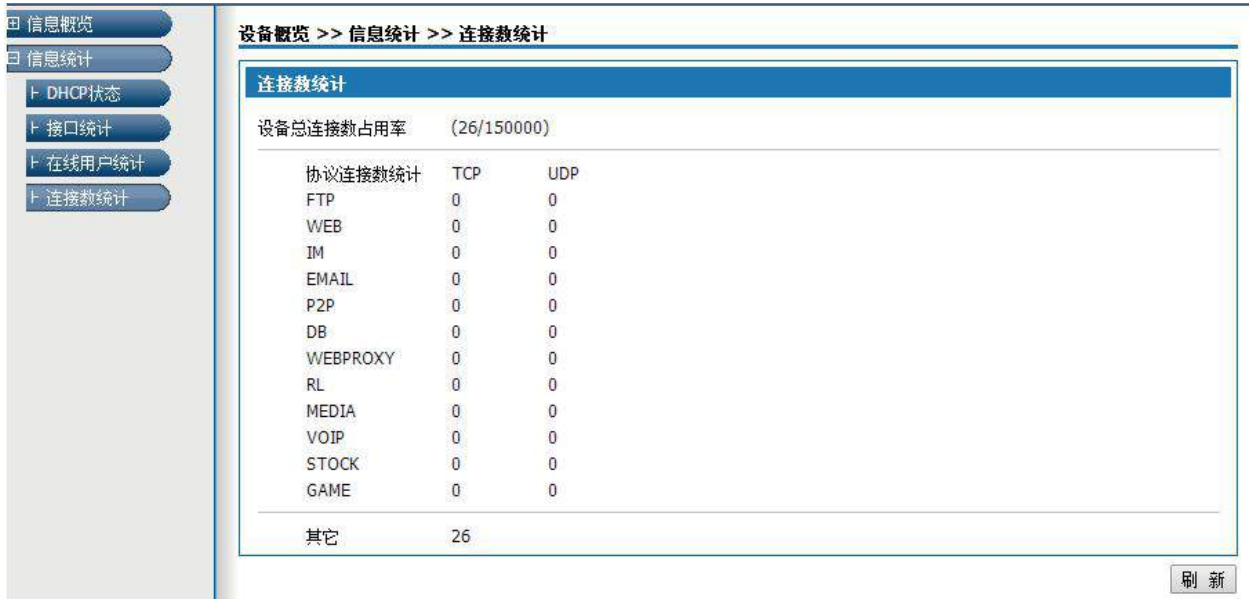 信息概览
信息统计
DHCP状态
接口统计
在线用户统计
连接数统计
设备概览 >> 信息统计 >> 连接数统计
连接数统计
设备总连接数占用率 (26/150000)
协议连接数统计 TCP UDP
FTP 0 0
WEB 0 0
IM 0 0
EMAIL 0 0
P2P 0 0
DB 0 0
WEBPROXY 0 0
RL 0 0
MEDIA 0 0
VOIP 0 0
STOCK 0 0
GAME 0 0
其它 26
刷 新